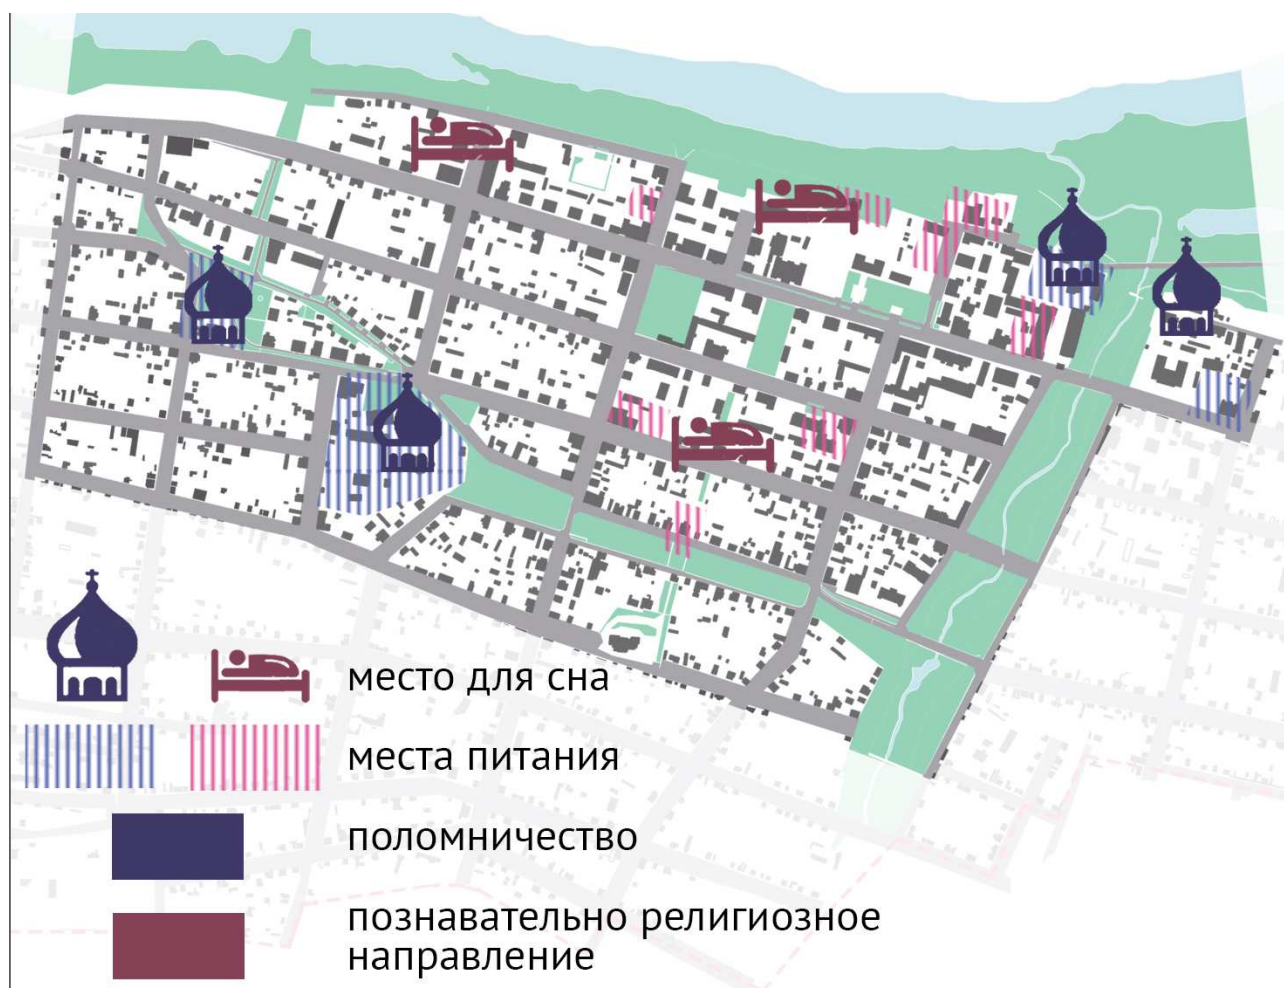 место для сна
места питания
поломничество
познавательно религиозное
направление